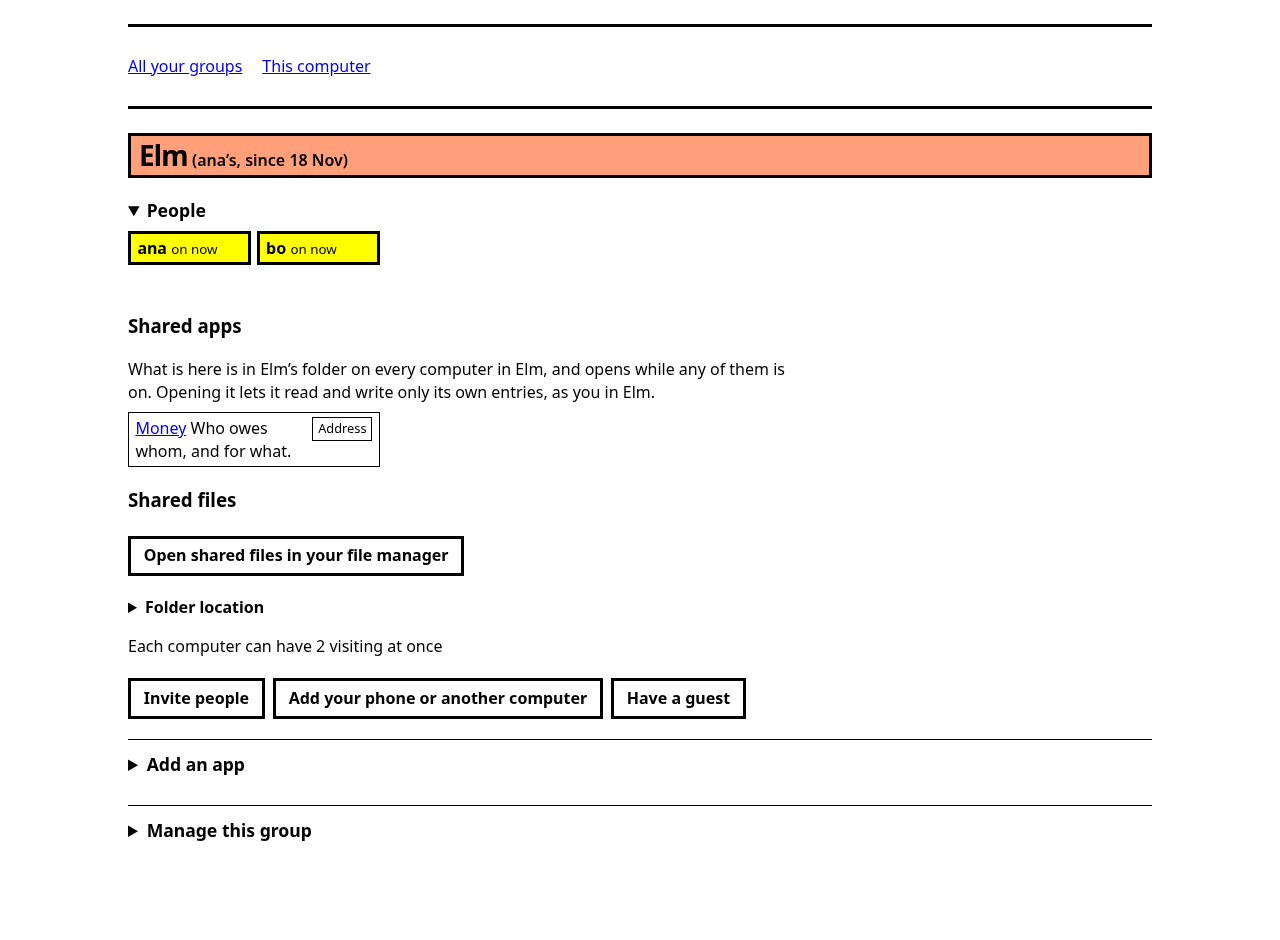 All your groups This computer
Elm (ana’s, since 18 Nov)
People
ana on now bo on now
Shared apps
What is here is in Elm’s folder on every computer in Elm, and opens while any of them is
on. Opening it lets it read and write only its own entries, as you in Elm.
Money Who owes Address
whom, and for what.
Shared files
Open shared files in your file manager
Folder location
Each computer can have 2 visiting at once
Invite people Add your phone or another computer Have a guest
Add an app
Manage this group